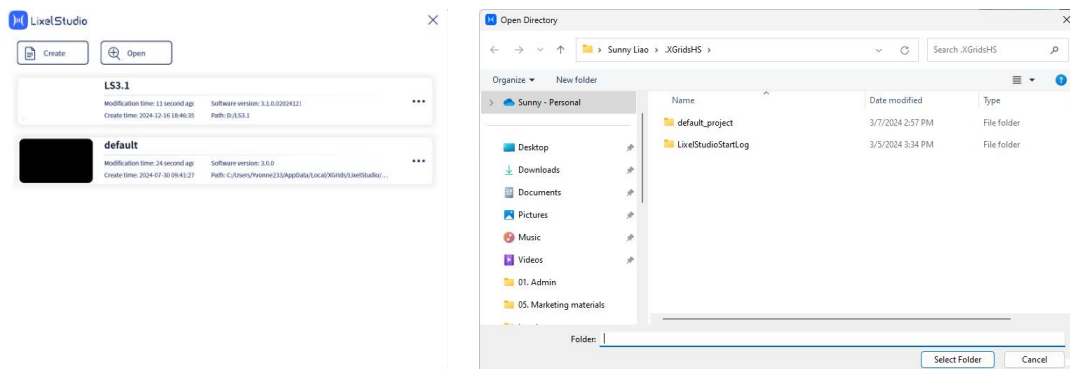 LixelStudio
Create
Open
LS3.1
Modification time: 11 second ago Software version: 3.1.0.0202412
Create time: 2024-12-16 18:46:35 Path: D:/LS3.1
default
Modification time: 24 second ago Software version: 3.0.0
Create time: 2024-07-30 09:41:27 Path: C:/Users/Yvonne233/AppData/Local/XGrids/LixelStudio/...
Open Directory
Sunny Liao > .XGridsHS >
Search .XGridsHS
Organize New folder
Sunny - Personal
Desktop
Downloads
Documents
Pictures
Music
Videos
01. Admin
05. Marketing materials
Name Date modified Type
default_project 3/7/2024 2:57 PM File folder
LixelStudioStartLog 3/5/2024 3:34 PM File folder
Folder:
Select Folder Cancel